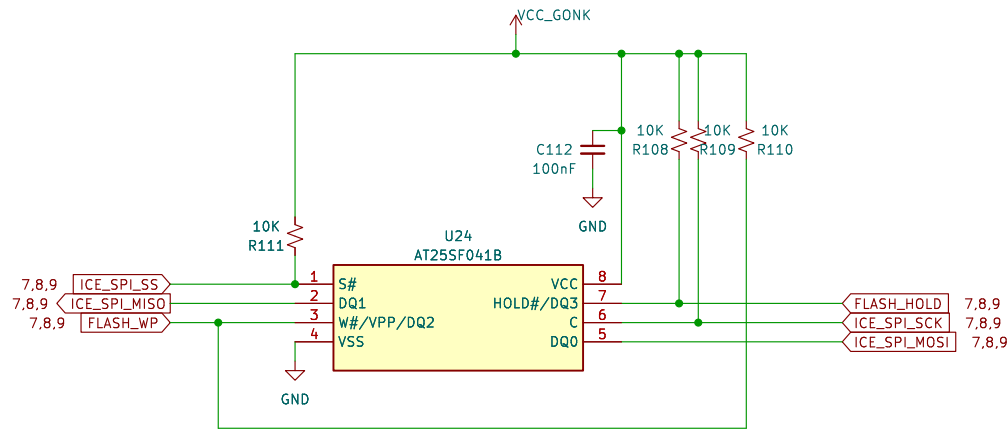 VCC_GONK
10K
R108
10K
R109
10K
R110
C112
100nF
GND
10K
R111
U24
AT25SF041B
7,8,9 ICE_SPI_SS 1 S#
7,8,9 ICE_SPI_MISO 2 DQ1
7,8,9 FLASH_WP 3 W#/VPP/DQ2
4 VSS
GND
VCC 8
HOLD#/DQ3 7 FLASH_HOLD 7,8,9
C 6 ICE_SPI_SCK 7,8,9
DQ0 5 ICE_SPI_MOSI 7,8,9